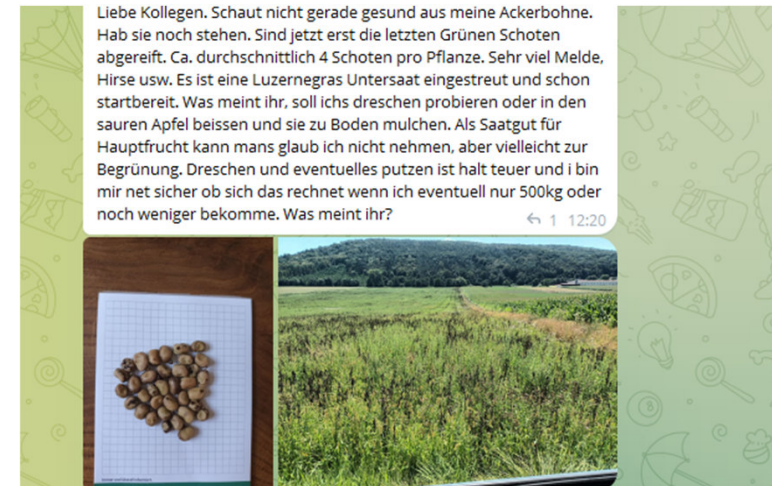 Liebe Kollegen. Schaut nicht gerade gesund aus meine Ackerbohne.
Hab sie noch stehen. Sind jetzt erst die letzten Grünen Schoten
abgereift. Ca. durchschnittlich 4 Schoten pro Pflanze. Sehr viel Melde,
Hirse usw. Es ist eine Luzernegras Untersaat eingestreut und schon
startbereit. Was meint ihr, soll ichs dreschen probieren oder in den
sauren Apfel beissen und sie zu Boden mulchen. Als Saatgut für
Hauptfrucht kann mans glaub ich nicht nehmen, aber vielleicht zur
Begrünung. Dreschen und eventuelles putzen ist halt teuer und i bin
mir net sicher ob sich das rechnet wenn ich eventuell nur 500kg oder
noch weniger bekomme. Was meint ihr?
1 12:20